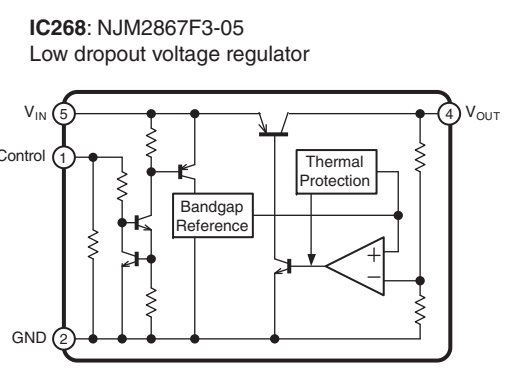 IC268: NJM2867F3-05
Low dropout voltage regulator
VIN 5
4 VOUT
Control 1
Thermal
Protection
Bandgap
Reference
+
−
GND 2